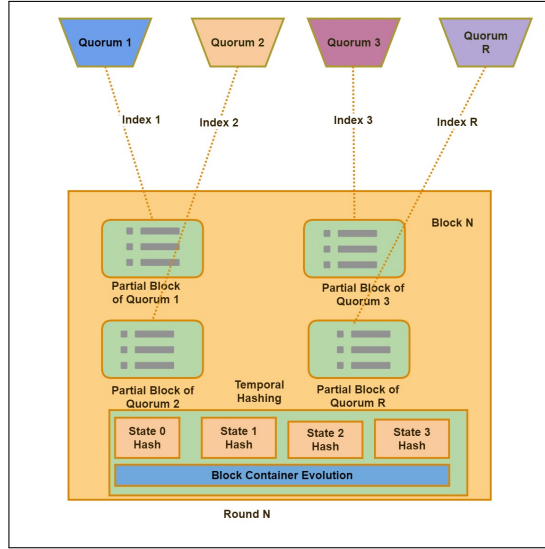 Quorum 1
Quorum 2
Quorum 3
Quorum
R
Index 1
Index 2
Index 3
Index R
Block N
Partial Block
of Quorum 1
Partial Block of
Quorum 3
Partial Block of
Quorum 2
Temporal
Hashing
Partial Block of
Quorum R
State 0
Hash
State 1
Hash
State 2
Hash
State 3
Hash
Block Container Evolution
Round N